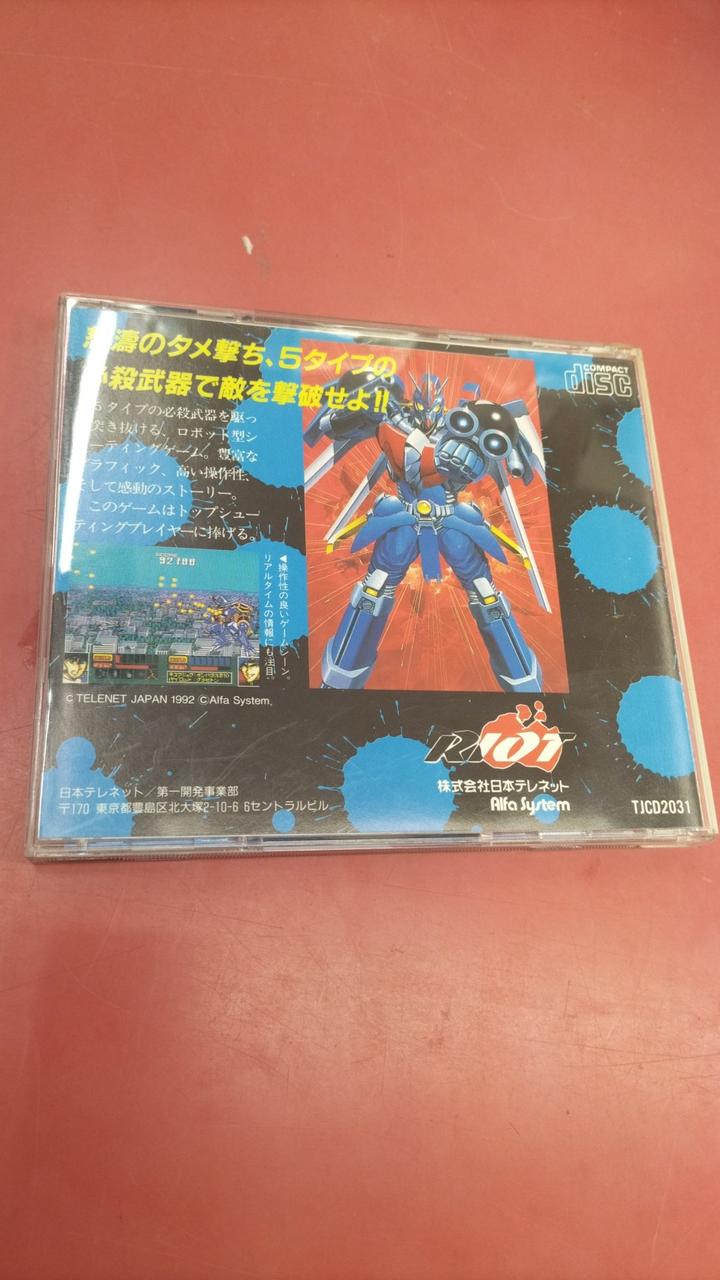 濤のタメ撃ち、5タイプの
必殺武器で敵を撃破せよ!!
COMPACT
disc
5タイプの必殺武器を駆っ
突き抜ける、ロボット型シ
ーティングゲーム。豊富な
ラフィック、高い操作性、
そして感動のストーリー。
このゲームはトップシュー
ティングプレイヤーに捧げる。
SCORE
92100
◀操作性の良いゲームシーン。
リアルタイムの情報にも注目。
© TELENET JAPAN 1992 © Alfa System,
RIOT
株式会社日本テレネット
Alfa System
日本テレネット/第一開発事業部
〒170 東京都豊島区北大塚2-10-6 6セントラルビル
TJCD2031